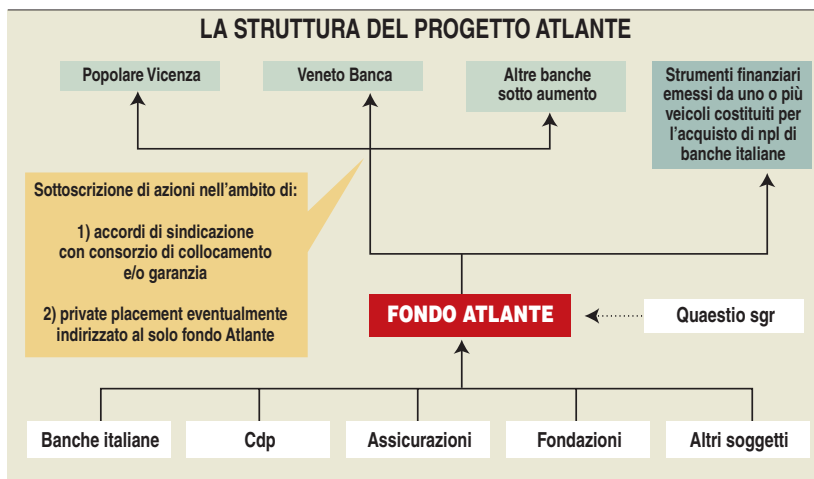 LA STRUTTURA DEL PROGETTO ATLANTE
Popolare Vicenza
Veneto Banca
Altre banche
sotto aumento
Strumenti finanziari
emessi da uno o più
veicoli costituiti per
l'acquisto di npl di
banche italiane
Sottoscrizione di azioni nell'ambito di:
1) accordi di sindicazione
con consorzio di collocamento
e/o garanzia
2) private placement eventualmente
indirizzato al solo fondo Atlante
FONDO ATLANTE
Quaestio sgr
Banche italiane
Cdp
Assicurazioni
Fondazioni
Altri soggetti